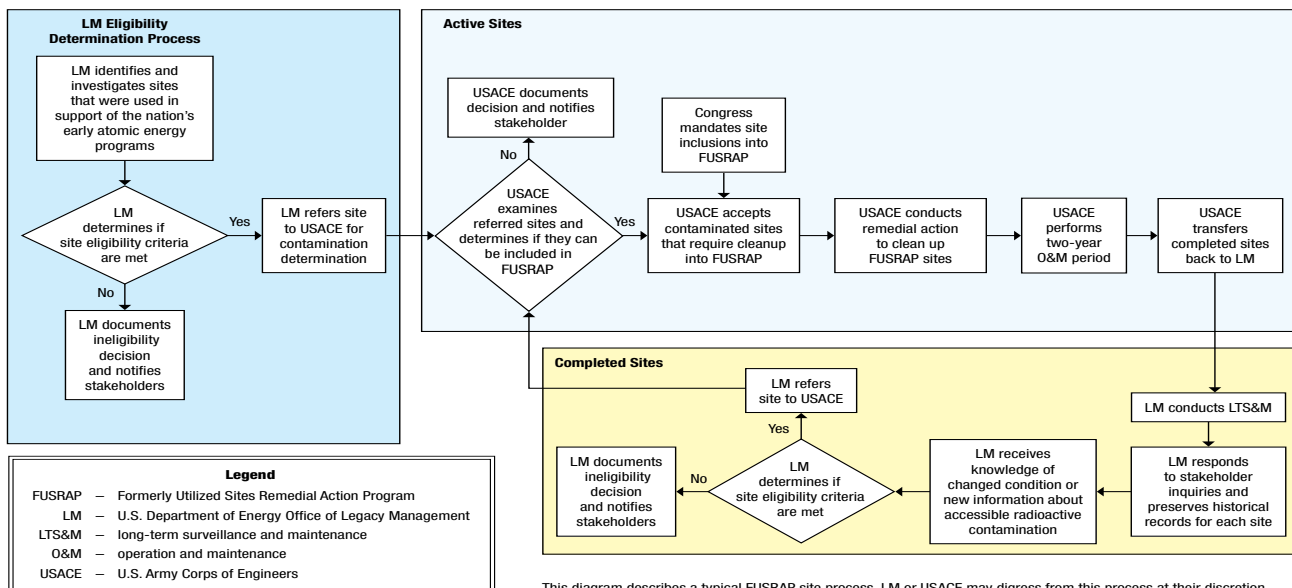 LM Eligibility
Determination Process
LM identifies and
investigates sites
that were used in
support of the nation's
early atomic energy
programs
LM
determines if
site eligibility criteria
are met
Yes
No
LM refers site
to USACE for
contamination
determination
LM documents
ineligibility
decision
and notifies
stakeholders
Active Sites
USACE documents
decision and notifies
stakeholder
No
USACE
examines
referred sites and
determines if they can
be included in
FUSRAP
Yes
Congress
mandates site
inclusions into
FUSRAP
USACE accepts
contaminated sites
that require cleanup
into FUSRAP
USACE conducts
remedial action
to clean up
FUSRAP sites
USACE
performs
two-year
O&M period
USACE
transfers
completed sites
back to LM
Completed Sites
LM conducts LTS&M
LM responds
to stakeholder
inquiries and
preserves historical
records for each site
LM receives
knowledge of
changed condition or
new information about
accessible radioactive
contamination
LM
determines if
site eligibility criteria
are met
Yes
LM refers
site to USACE
No
LM documents
ineligibility
decision
and notifies
stakeholders
Legend
FUSRAP – Formerly Utilized Sites Remedial Action Program
LM – U.S. Department of Energy Office of Legacy Management
LTS&M – long-term surveillance and maintenance
O&M – operation and maintenance
USACE – U.S. Army Corps of Engineers
This diagram describes a typical FUSRAP site process. LM or USACE may digress from this process at their discretion.